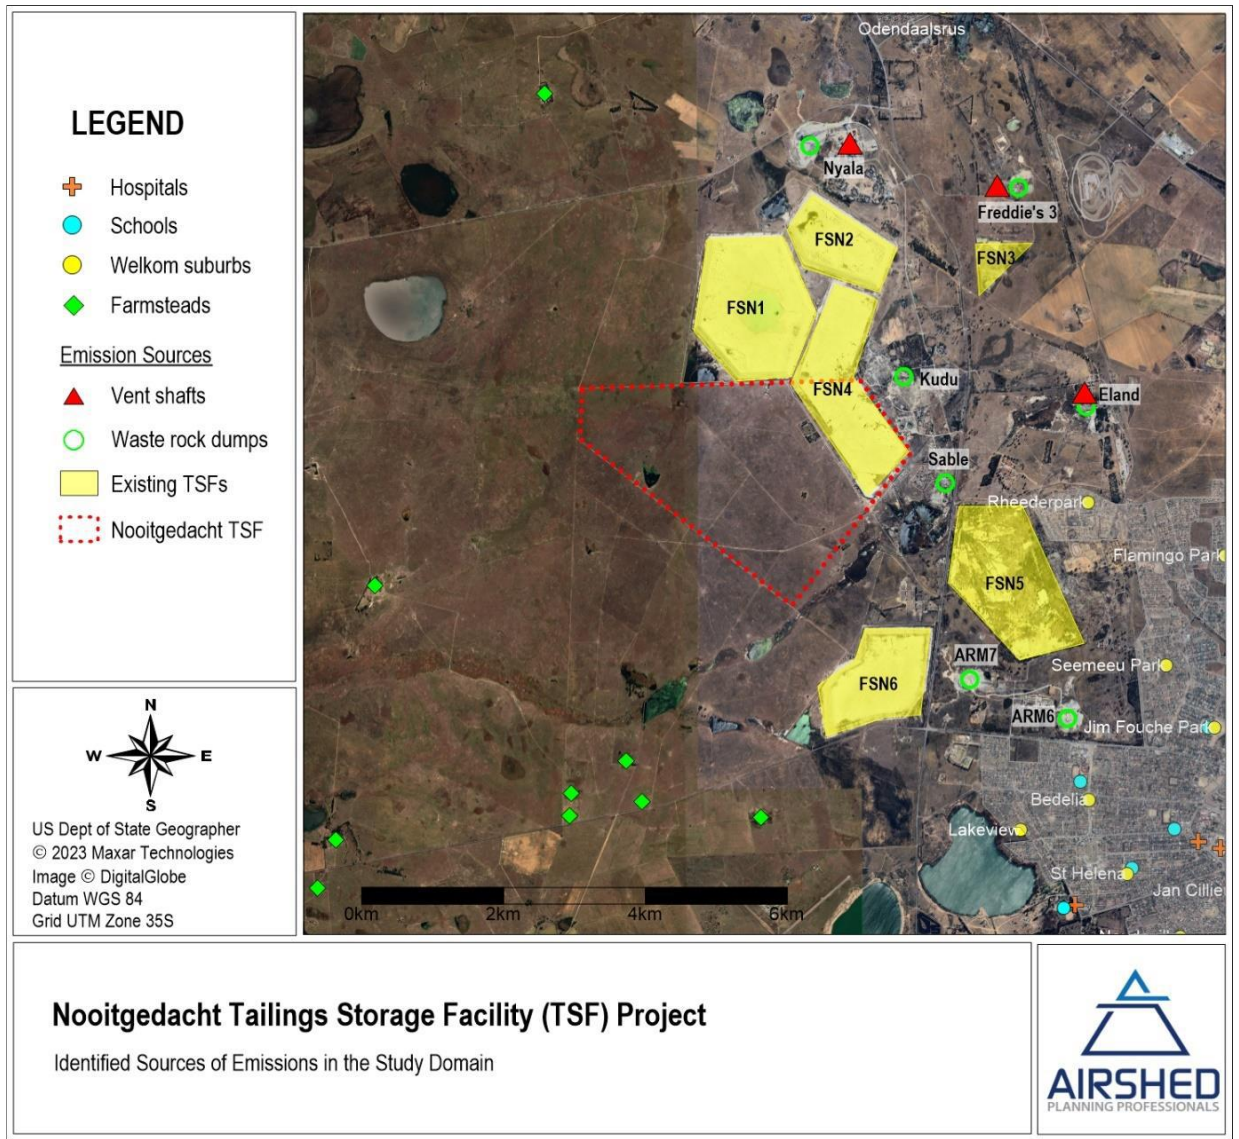 LEGEND
Hospitals
Schools
Welkom suburbs
Farmsteads
Emission Sources
Vent shafts
Waste rock dumps
Existing TSFs
Nooitgedacht TSF
N
W E
S
US Dept of State Geographer
© 2023 Maxar Technologies
Image © DigitalGlobe
Datum WGS 84
Grid UTM Zone 35S
Odendaalsrus
Nyala
Freddie's 3
FSN2
FSN3
FSN1
Kudu
FSN4
Eland
Sable
Rheederpark
Flamingo Park
FSN5
ARM7
Seemeeu Park
FSN6
ARM6
Jim Fouche Park
Bedelia
Lakeview
St Helena
Jan Cillier
0km 2km 4km 6km
Nooitgedacht Tailings Storage Facility (TSF) Project
Identified Sources of Emissions in the Study Domain
AIRSHED
PLANNING PROFESSIONALS